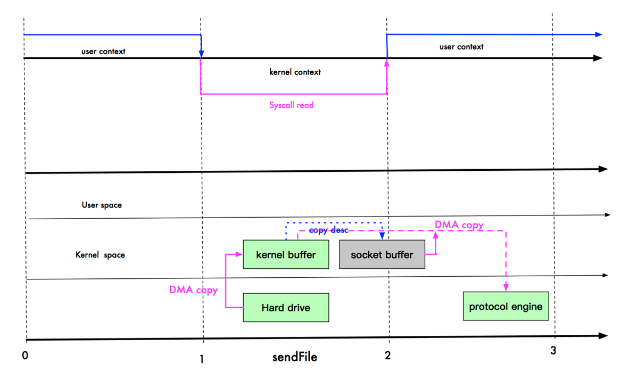 user context
user context
kernel context
Syscall read
User space
copy desc
DMA copy
Kernel space
kernel buffer
socket buffer
DMA copy
Hard drive
protocol engine
0
1
sendFile
2
3